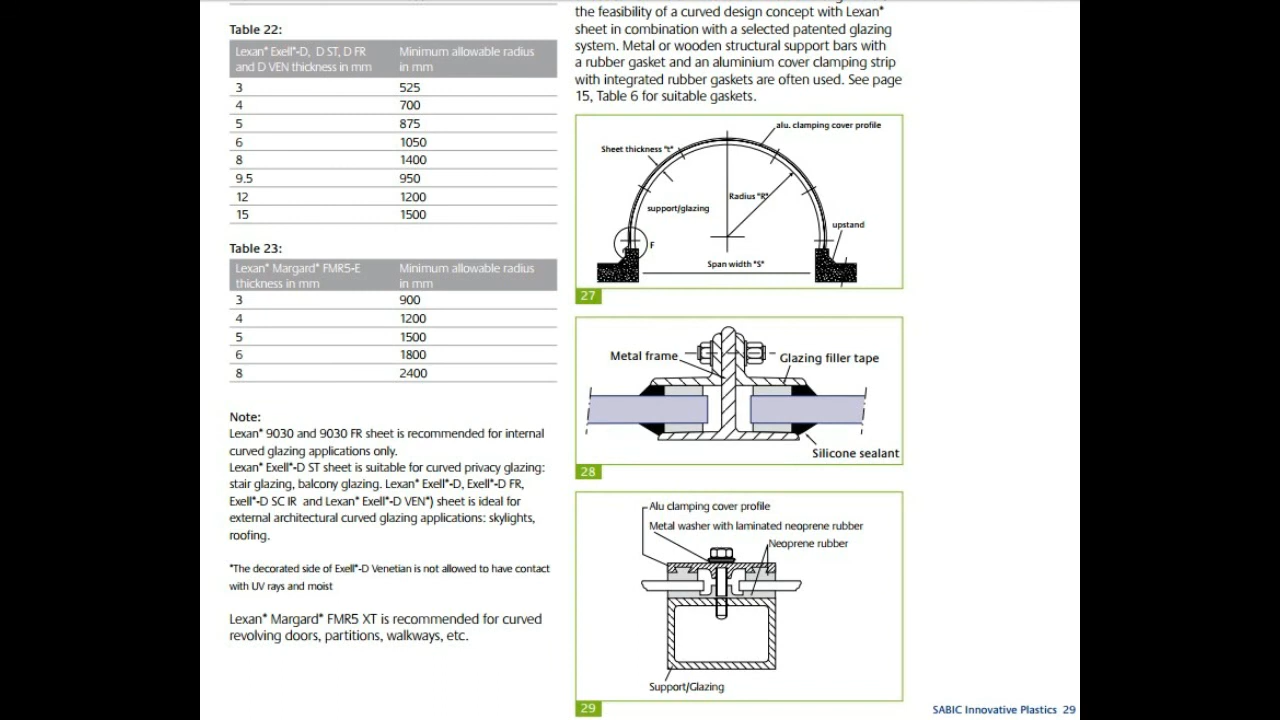 Table 22:
Lexan* Exell*-D, D ST, D FR Minimum allowable radius
and D VEN thickness in mm in mm
3 525
4 700
5 875
6 1050
8 1400
9.5 950
12 1200
15 1500
Table 23:
Lexan* Margard* FMR5-E Minimum allowable radius
thickness in mm in mm
3 900
4 1200
5 1500
6 1800
8 2400
Note:
Lexan* 9030 and 9030 FR sheet is recommended for internal
curved glazing applications only.
Lexan* Exell*-D ST sheet is suitable for curved privacy glazing:
stair glazing, balcony glazing. Lexan* Exell*-D, Exell*-D FR,
Exell*-D SC IR and Lexan* Exell*-D VEN*) sheet is ideal for
external architectural curved glazing applications: skylights,
roofing.
*The decorated side of Exell*-D Venetian is not allowed to have contact
with UV rays and moist
Lexan* Margard* FMR5 XT is recommended for curved
revolving doors, partitions, walkways, etc.
the feasibility of a curved design concept with Lexan*
sheet in combination with a selected patented glazing
system. Metal or wooden structural support bars with
a rubber gasket and an aluminium cover clamping strip
with integrated rubber gaskets are often used. See page
15, Table 6 for suitable gaskets.
alu. clamping cover profile
Sheet thickness "t"
Radius "R"
support/glazing
upstand
F
Span width "S"
27
Metal frame
Glazing filler tape
Silicone sealant
28
Alu clamping cover profile
Metal washer with laminated neoprene rubber
Neoprene rubber
Support/Glazing
29
SABIC Innovative Plastics 29